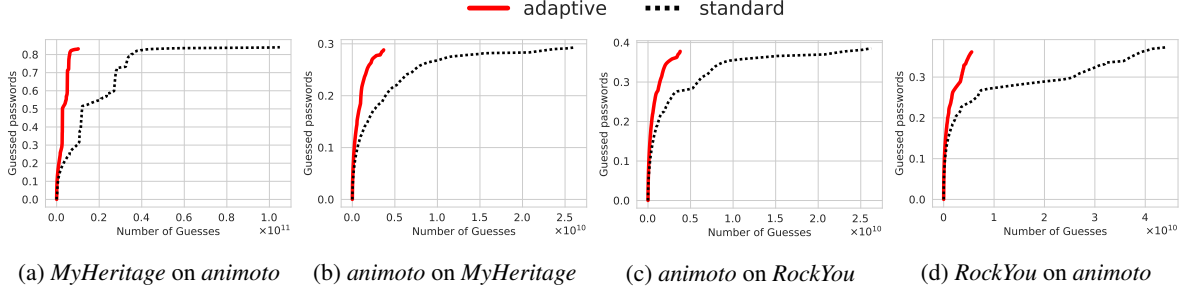 adaptive standard
Guessed passwords
0.8
0.7
0.6
0.5
0.4
0.3
0.2
0.1
0.0
0.0 0.2 0.4 0.6 0.8 1.0
Number of Guesses ×10¹¹
(a) MyHeritage on animoto
Guessed passwords
0.3
0.2
0.1
0.0
0.0 0.5 1.0 1.5 2.0 2.5
Number of Guesses ×10¹⁰
(b) animoto on MyHeritage
Guessed passwords
0.4
0.3
0.2
0.1
0.0
0.0 0.5 1.0 1.5 2.0 2.5
Number of Guesses ×10¹⁰
(c) animoto on RockYou
Guessed passwords
0.3
0.2
0.1
0.0
0 1 2 3 4
Number of Guesses ×10¹⁰
(d) RockYou on animoto